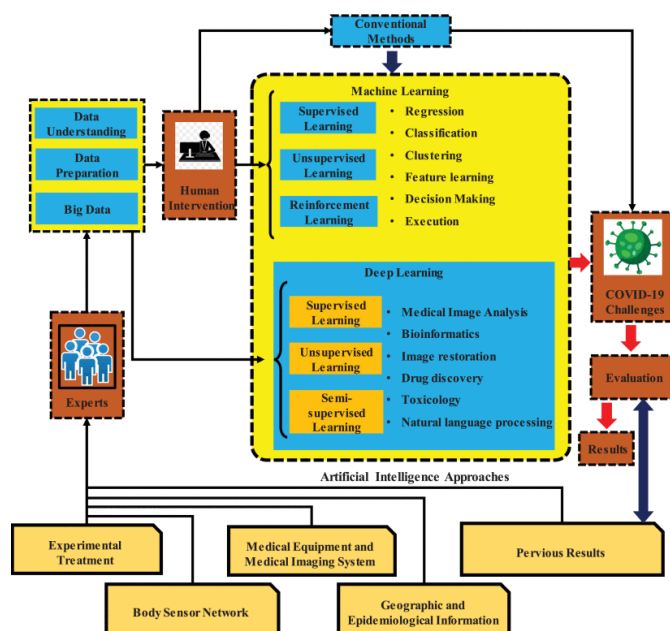 Conventional
Methods
Data
Understanding
Data
Preparation
Big Data
Human
Intervention
Machine Learning
Supervised
Learning
Unsupervised
Learning
Reinforcement
Learning
• Regression
• Classification
• Clustering
• Feature learning
• Decision Making
• Execution
Deep Learning
Supervised
Learning
Unsupervised
Learning
Semi-
supervised
Learning
• Medical Image Analysis
• Bioinformatics
• Image restoration
• Drug discovery
• Toxicology
• Natural language processing
COVID-19
Challenges
Evaluation
Results
Experts
Artificial Intelligence Approaches
Experimental
Treatment
Medical Equipment and
Medical Imaging System
Pervious Results
Body Sensor Network
Geographic and
Epidemiological Information